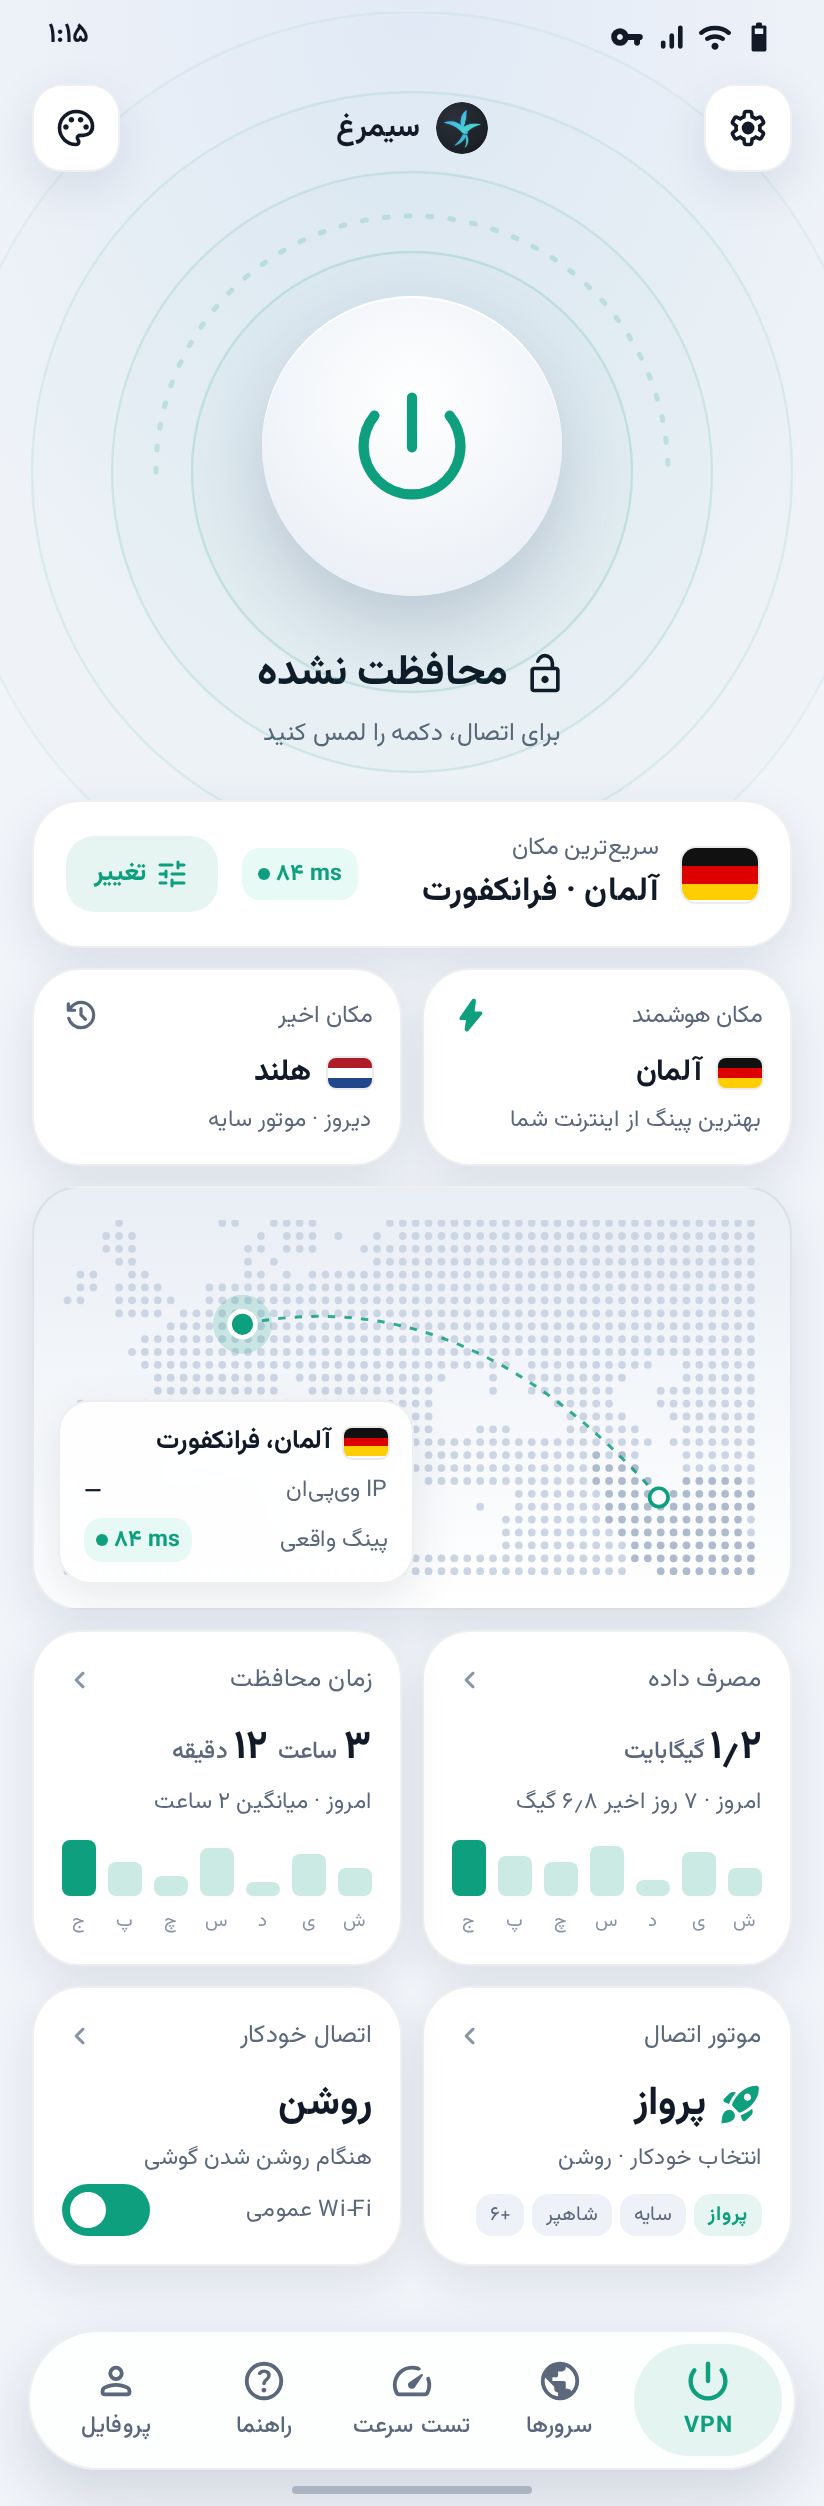 ۱:۱۵
سیمرغ
محافظت نشده
برای اتصال، دکمه را لمس کنید
سریع‌ترین مکان
آلمان · فرانکفورت
۸۴ ms
تغییر
مکان هوشمند
آلمان
بهترین پینگ از اینترنت شما
مکان اخیر
هلند
دیروز · موتور سایه
آلمان، فرانکفورت
IP وی‌پی‌ان –
پینگ واقعی ۸۴ ms
مصرف داده
۱٫۲ گیگابایت
امروز · ۷ روز اخیر ۶٫۸ گیگ
ش ی د س چ پ ج
زمان محافظت
۳ ساعت ۱۲ دقیقه
امروز · میانگین ۲ ساعت
ش ی د س چ پ ج
موتور اتصال
پرواز
انتخاب خودکار · روشن
پرواز سایه شاهپر +۶
اتصال خودکار
روشن
هنگام روشن شدن گوشی
Wi-Fi عمومی
VPN
سرورها
تست سرعت
راهنما
پروفایل